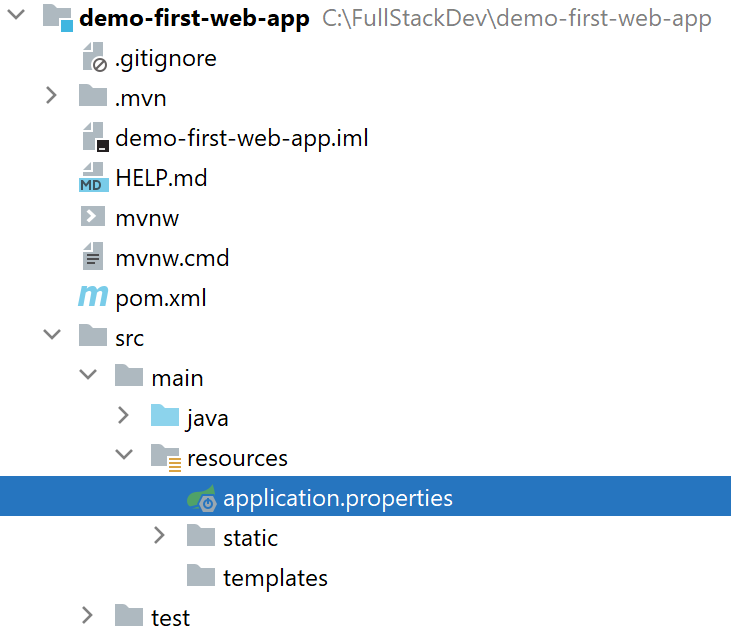 demo-first-web-app C:\FullStackDev\demo-first-web-app
.gitignore
.mvn
demo-first-web-app.iml
MD HELP.md
mvnw
mvnw.cmd
m pom.xml
src
main
java
resources
application.properties
static
templates
test